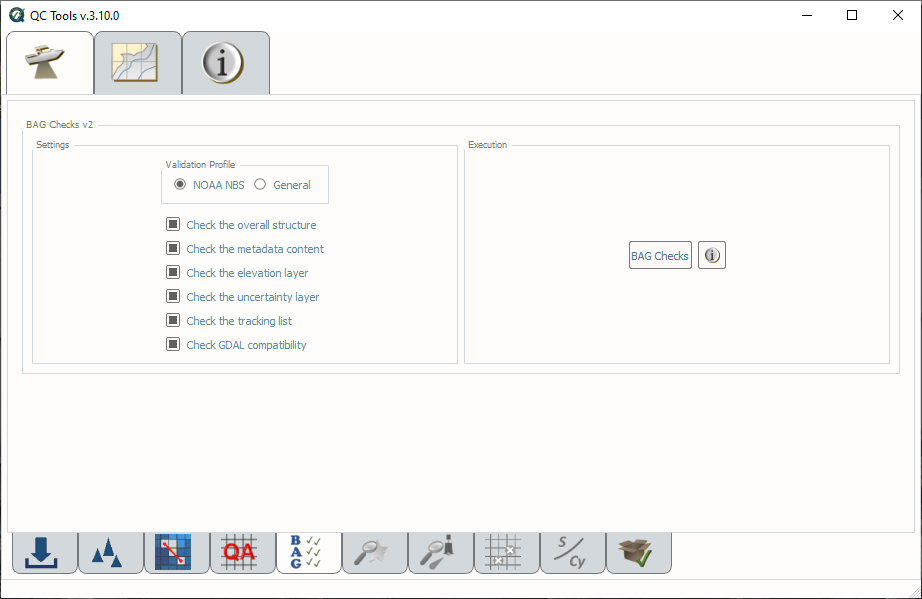 QC Tools v.3.10.0
i
BAG Checks v2
Settings
Execution
Validation Profile
NOAA NBS
General
Check the overall structure
Check the metadata content
Check the elevation layer
Check the uncertainty layer
Check the tracking list
Check GDAL compatibility
BAG Checks
i
QA
B
A
G
S/Cy